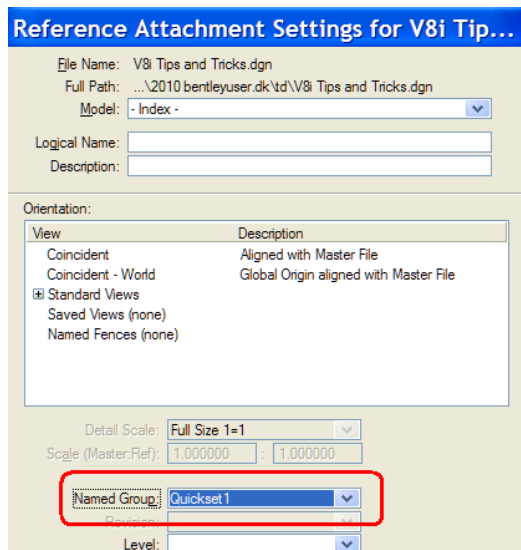 Reference Attachment Settings for V8i Tip...
File Name: V8i Tips and Tricks.dgn
Full Path: ...\2010 bentleyuser.dk\td\V8i Tips and Tricks.dgn
Model: - Index -
Logical Name:
Description:
Orientation:
View Description
Coincident Aligned with Master File
Coincident - World Global Origin aligned with Master File
Standard Views
Saved Views (none)
Named Fences (none)
Detail Scale: Full Size 1=1
Scale (Master:Ref): 1.000000 : 1.000000
Named Group: Quickset1
Revision:
Level: